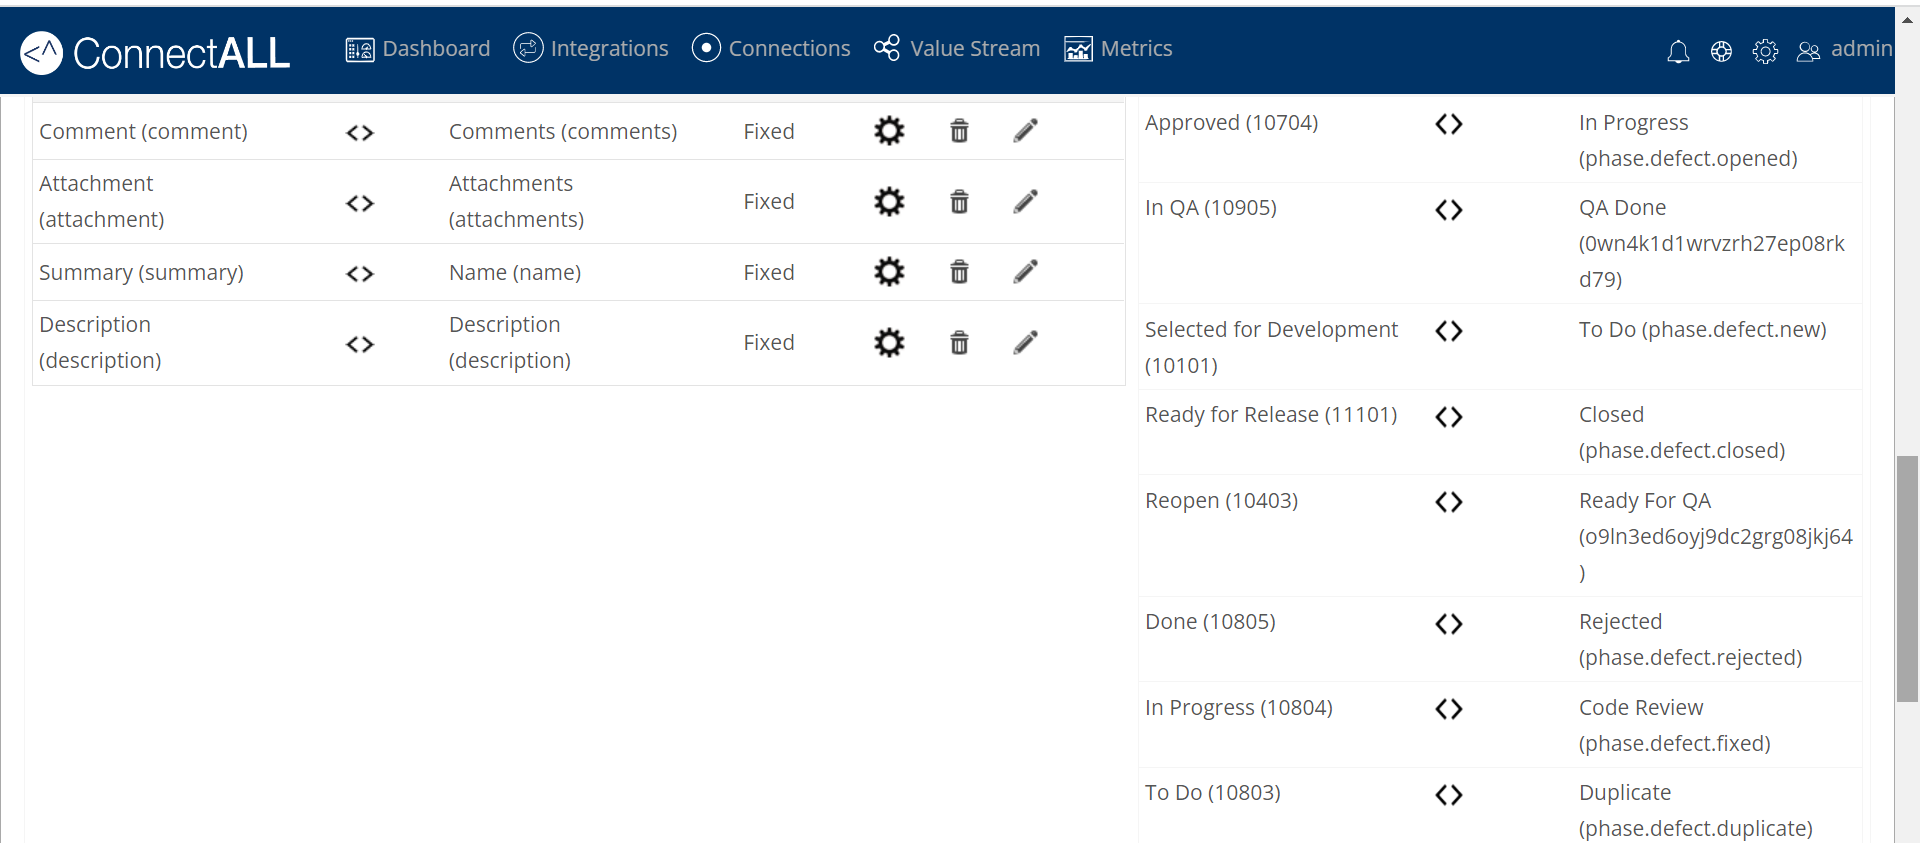 <^ ConnectALL Dashboard Integrations Connections Value Stream Metrics admin
Comment (comment) <> Comments (comments) Fixed
Attachment
(attachment)
<>
Attachments
(attachments)
Fixed
Summary (summary) <> Name (name) Fixed
Description
(description)
<>
Description
(description)
Fixed
Approved (10704) <> In Progress
(phase.defect.opened)
In QA (10905) <> QA Done
(0wn4k1d1wrvzrh27ep08rk
d79)
Selected for Development
(10101)
<>
To Do (phase.defect.new)
Ready for Release (11101) <> Closed
(phase.defect.closed)
Reopen (10403) <> Ready For QA
(o9ln3ed6oyj9dc2grg08jkj64
)
Done (10805) <> Rejected
(phase.defect.rejected)
In Progress (10804) <> Code Review
(phase.defect.fixed)
To Do (10803) <> Duplicate
(phase.defect.duplicate)